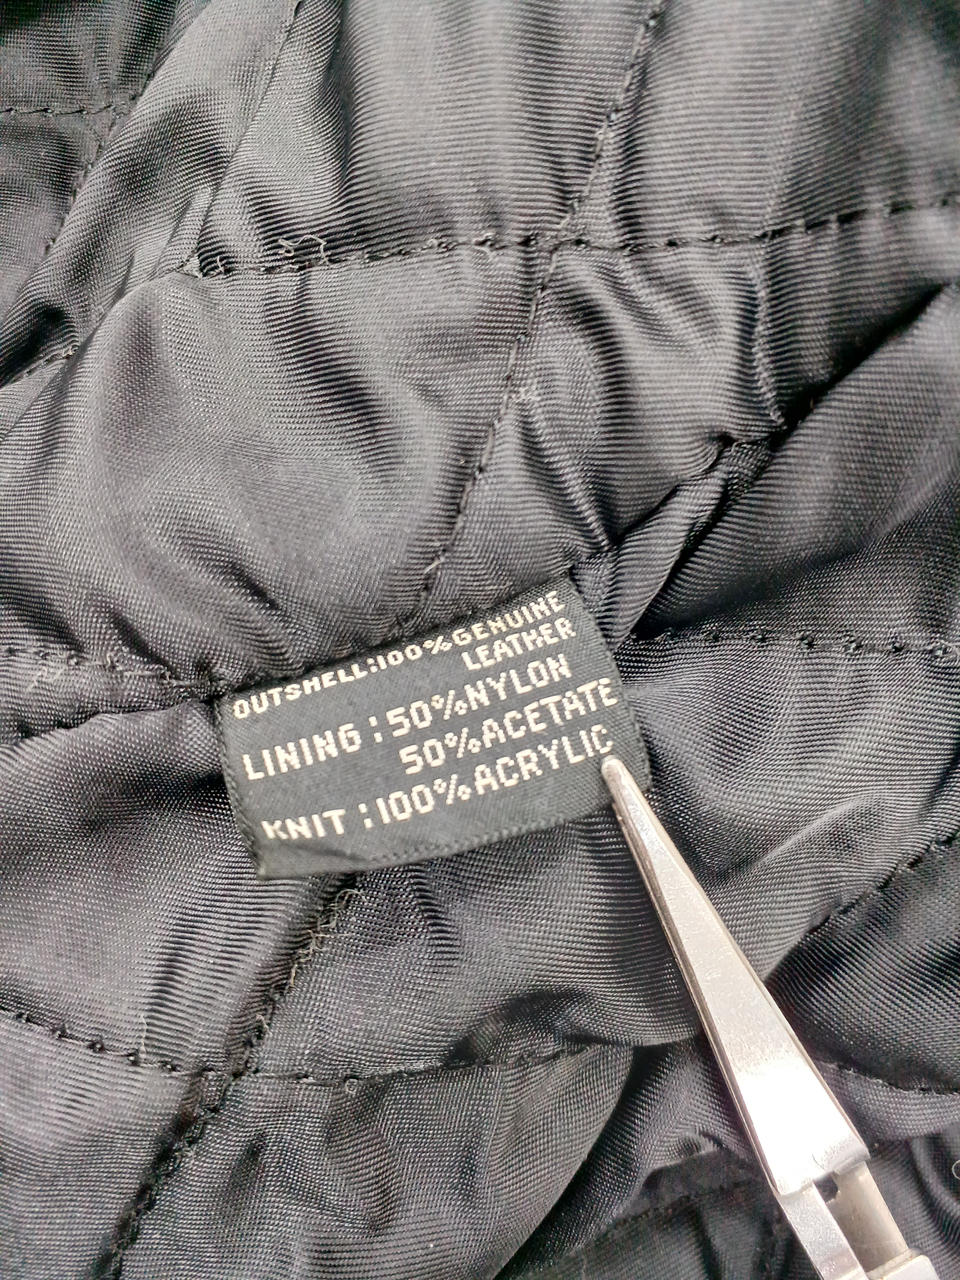 OUTSHELL:100%GENUINE
LEATHER
LINING:50%NYLON
50%ACETATE
KNIT:100%ACRYLIC